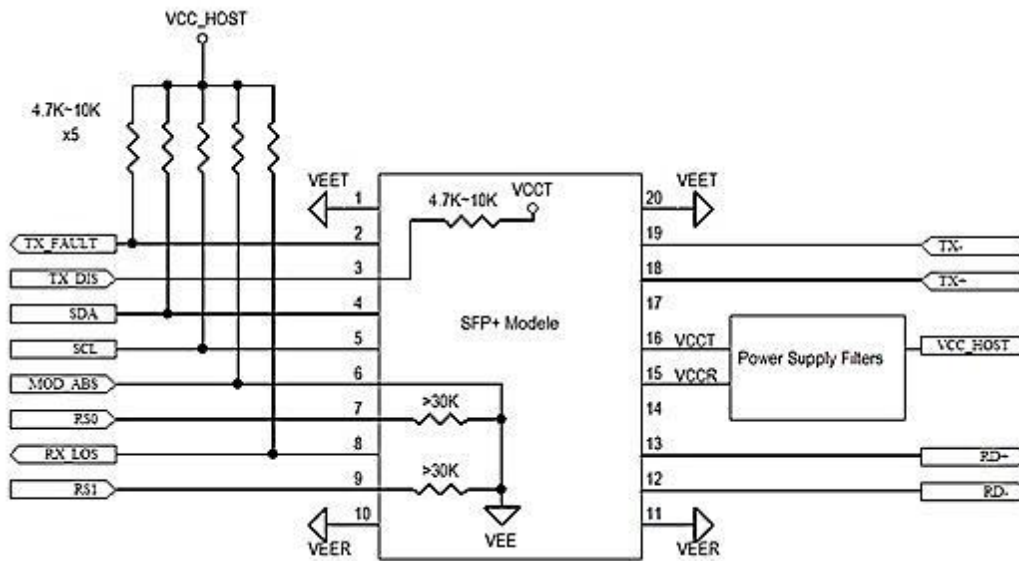 VCC_HOST
4.7K~10K
x5
VEET
1
4.7K~10K
VCCT
20
VEET
TX_FAULT
2
19
TX-
TX_DIS
3
18
TX+
SDA
4
17
SFP+ Modele
SCL
5
16
VCCT
Power Supply Filters
VCC_HOST
MOD_ABS
6
15
VCCR
RS0
7
>30K
14
RX_LOS
8
13
RD+
RS1
9
>30K
12
RD-
10
VEER
VEE
11
VEER